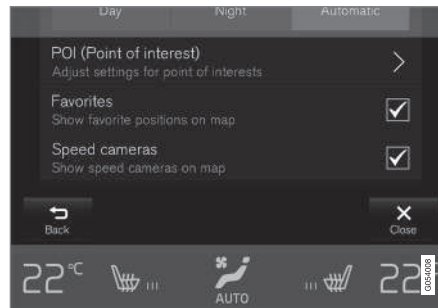 Day Night Automatic
POI (Point of interest)
Adjust settings for point of interests
Favorites
Show favorite positions on map
Speed cameras
Show speed cameras on map
Back Close
22°C AUTO 22
G054008